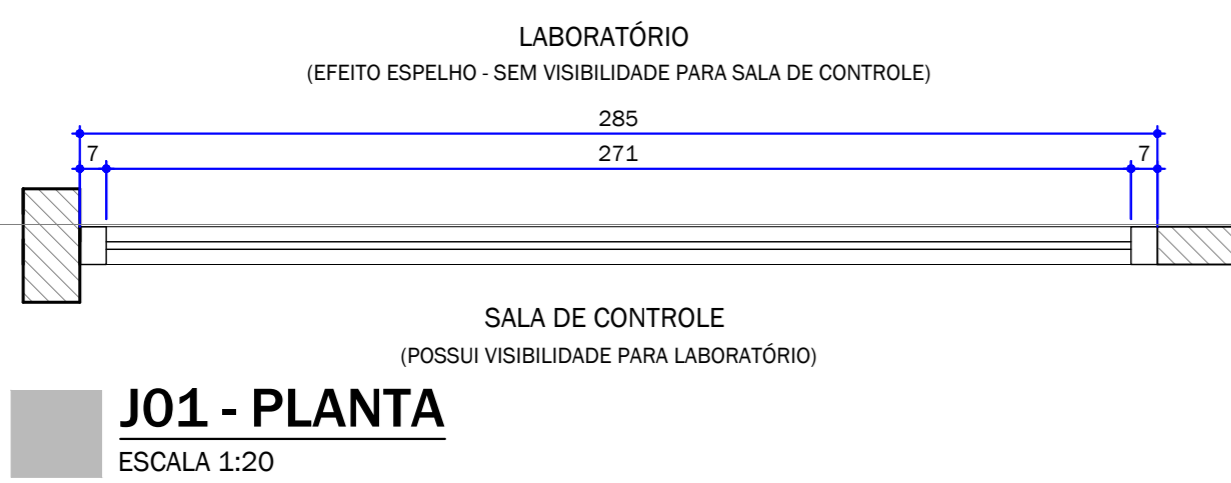 LABORATÓRIO
(EFEITO ESPELHO - SEM VISIBILIDADE PARA SALA DE CONTROLE)
285
7 271 7
SALA DE CONTROLE
(POSSUI VISIBILIDADE PARA LABORATÓRIO)
J01 - PLANTA
ESCALA 1:20